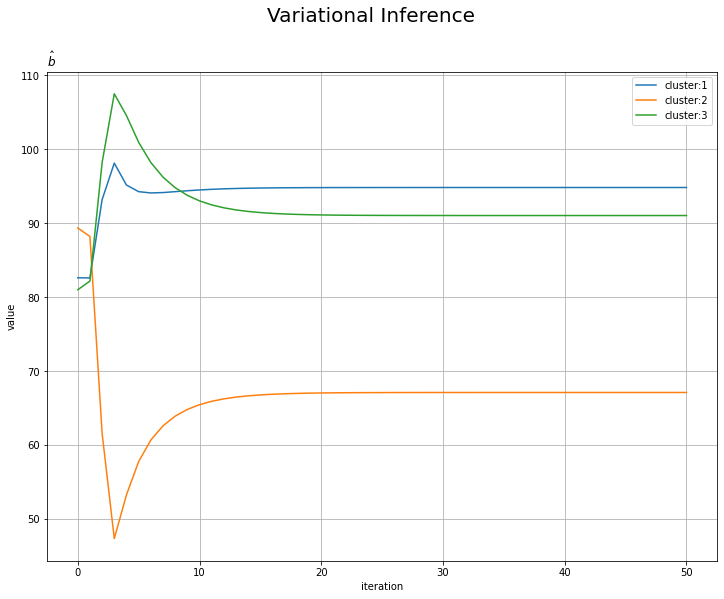 Variational Inference
b̂
110
100
90
80
70
60
50
0 10 20 30 40 50
value
iteration
cluster:1
cluster:2
cluster:3